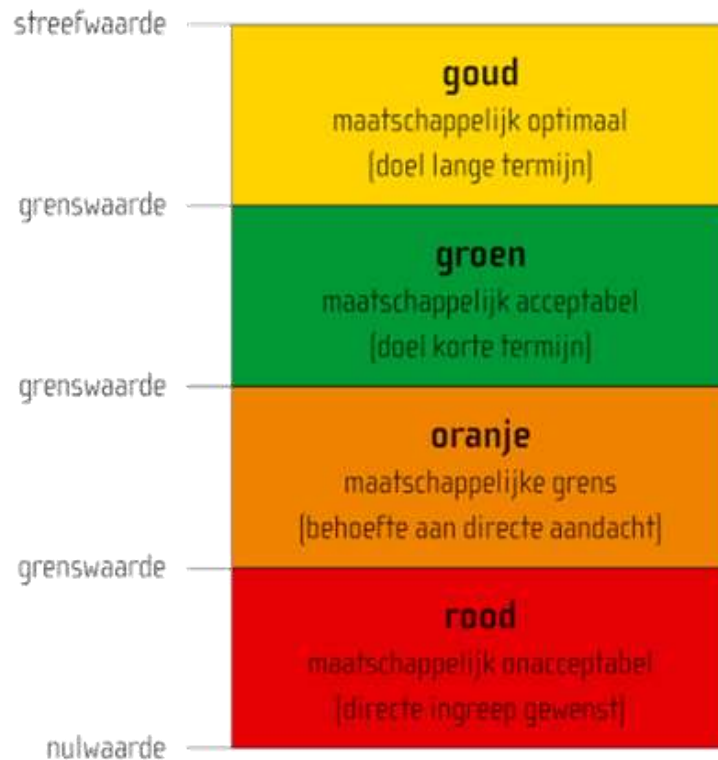 streefwaarde
goud
maatschappelijk optimaal
(doel lange termijn)
grenswaarde
groen
maatschappelijk acceptabel
(doel korte termijn)
grenswaarde
oranje
maatschappelijke grens
(behoefte aan directe aandacht)
grenswaarde
rood
maatschappelijk onacceptabel
(directe ingreep gewenst)
nulwaarde